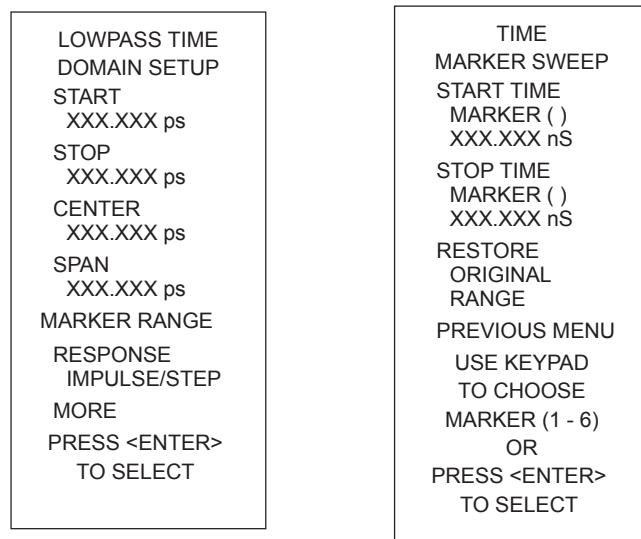 LOWPASS TIME
DOMAIN SETUP
START
XXX.XXX ps
STOP
XXX.XXX ps
CENTER
XXX.XXX ps
SPAN
XXX.XXX ps
MARKER RANGE
RESPONSE
IMPULSE/STEP
MORE
PRESS <ENTER>
TO SELECT
TIME
MARKER SWEEP
START TIME
MARKER ( )
XXX.XXX nS
STOP TIME
MARKER ( )
XXX.XXX nS
RESTORE
ORIGINAL
RANGE
PREVIOUS MENU
USE KEYPAD
TO CHOOSE
MARKER (1 - 6)
OR
PRESS <ENTER>
TO SELECT